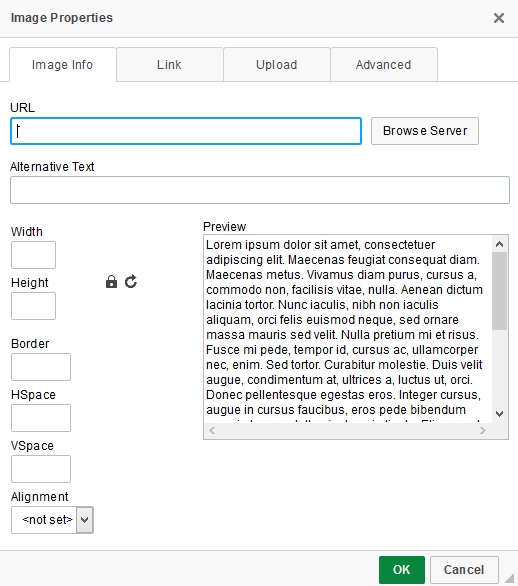 Image Properties
Image Info
Link
Upload
Advanced
URL
Browse Server
Alternative Text
Width
Height
Border
HSpace
VSpace
Alignment
<not set>
Preview
Lorem ipsum dolor sit amet, consectetuer
adipiscing elit. Maecenas feugiat consequat diam.
Maecenas metus. Vivamus diam purus, cursus a,
commodo non, facilisis vitae, nulla. Aenean dictum
lacinia tortor. Nunc iaculis, nibh non iaculis
aliquam, orci felis euismod neque, sed ornare
massa mauris sed velit. Nulla pretium mi et risus.
Fusce mi pede, tempor id, cursus ac, ullamcorper
nec, enim. Sed tortor. Curabitur molestie. Duis velit
augue, condimentum at, ultrices a, luctus ut, orci.
Donec pellentesque egestas eros. Integer cursus,
augue in cursus faucibus, eros pede bibendum
OK
Cancel